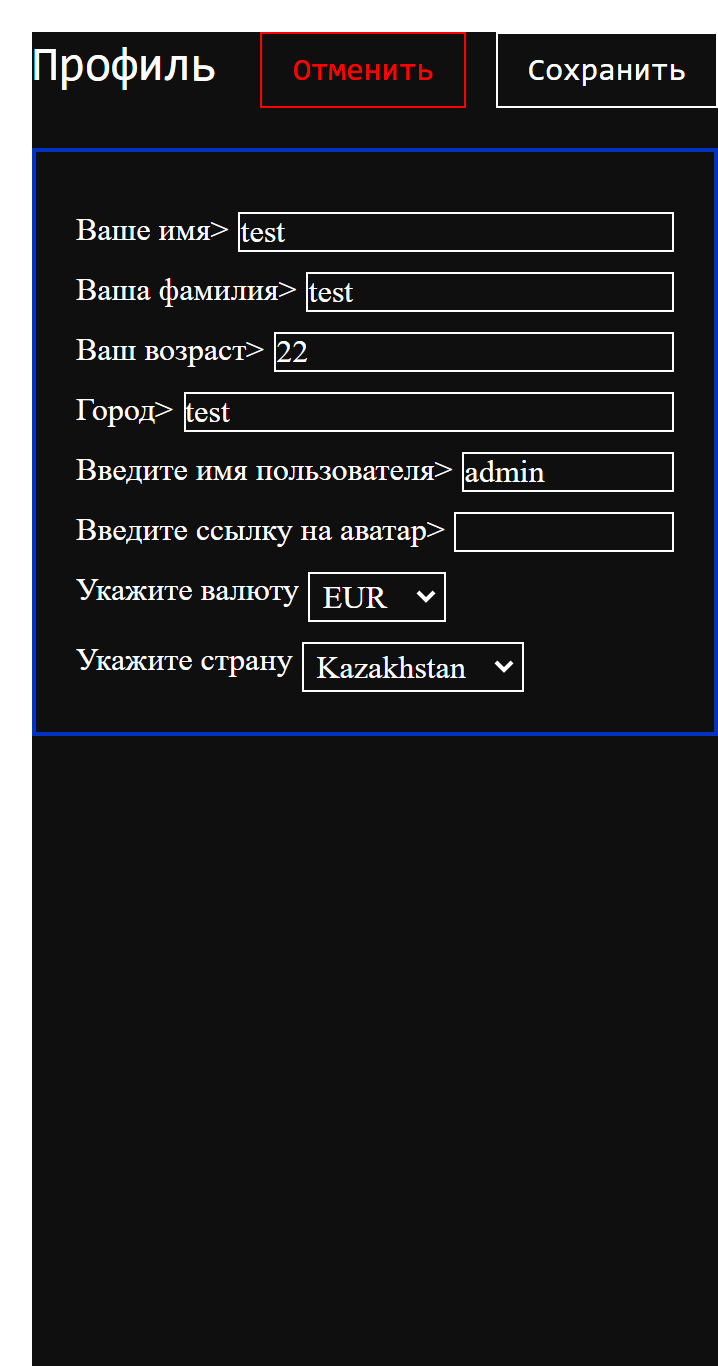 Профиль Отменить Сохранить
Ваше имя> test
Ваша фамилия> test
Ваш возраст> 22
Город> test
Введите имя пользователя> admin
Введите ссылку на аватар>
Укажите валюту EUR
Укажите страну Kazakhstan